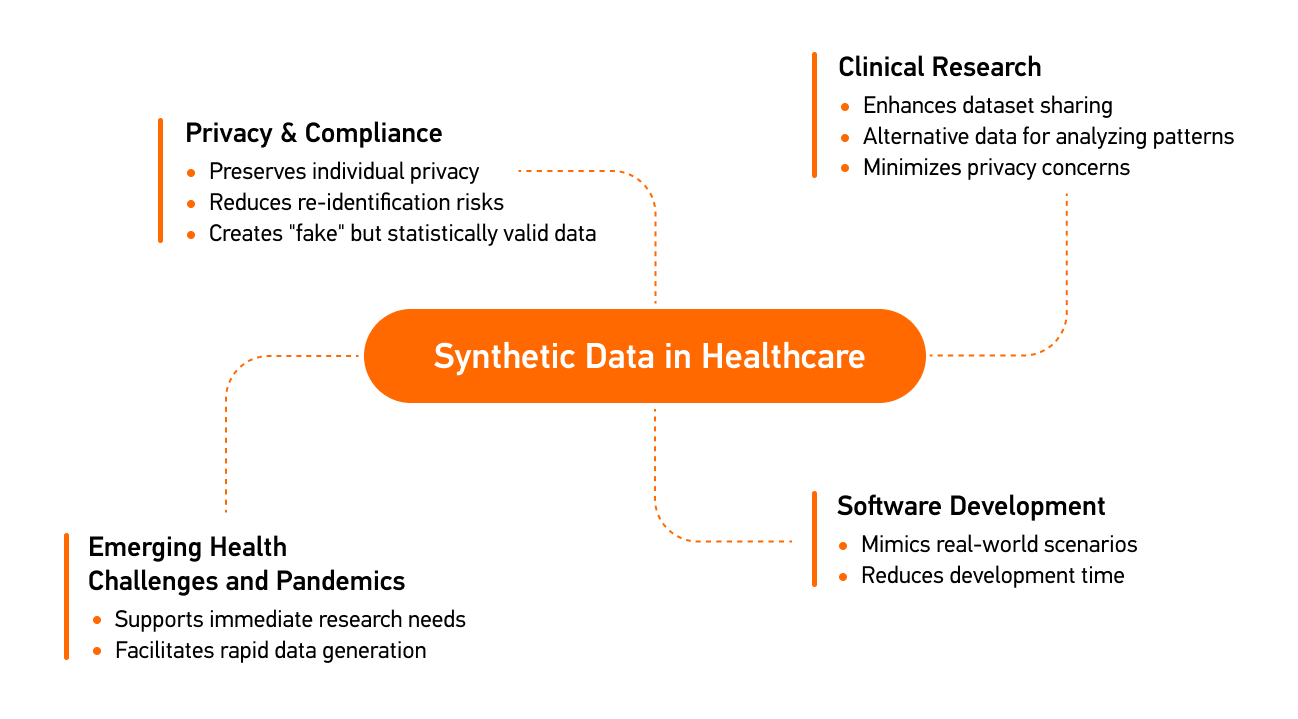 Privacy & Compliance
Preserves individual privacy
Reduces re-identification risks
Creates "fake" but statistically valid data
Clinical Research
Enhances dataset sharing
Alternative data for analyzing patterns
Minimizes privacy concerns
Synthetic Data in Healthcare
Emerging Health
Challenges and Pandemics
Supports immediate research needs
Facilitates rapid data generation
Software Development
Mimics real-world scenarios
Reduces development time